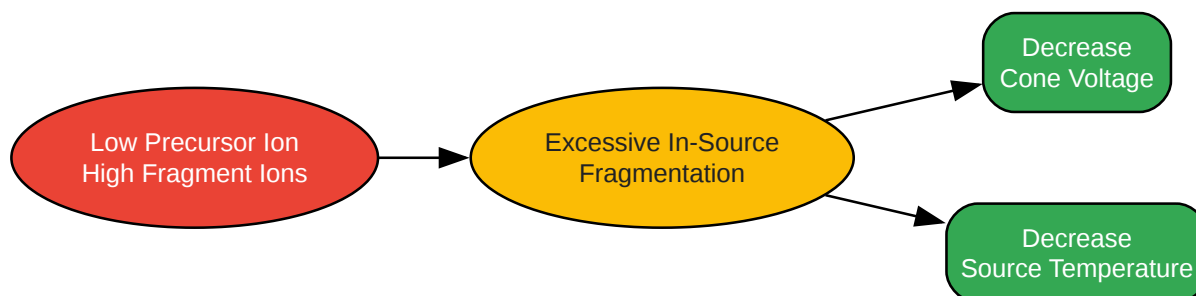 Low Precursor Ion
High Fragment Ions
Excessive In-Source
Fragmentation
Decrease
Cone Voltage
Decrease
Source Temperature